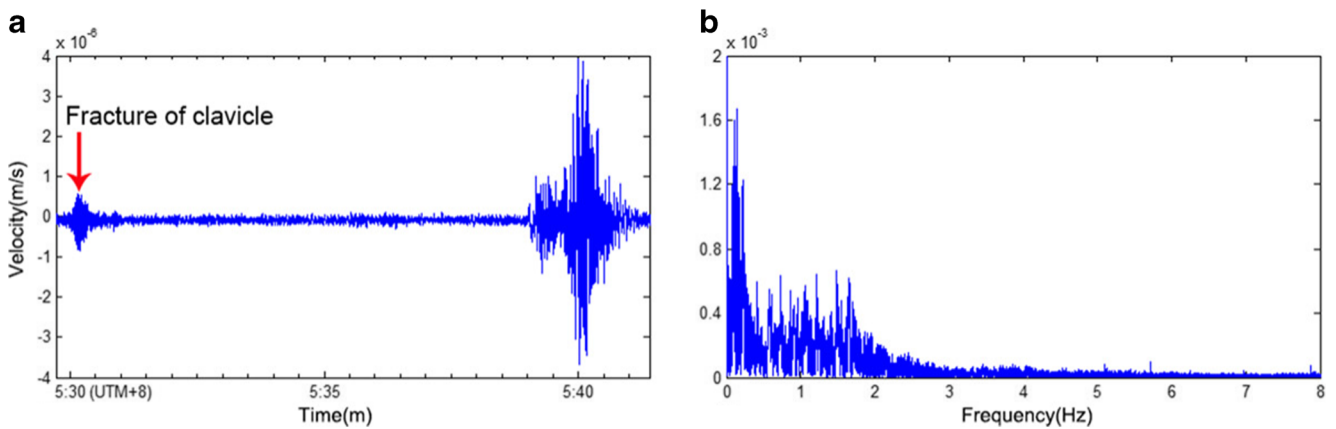 a
x 10⁻⁶
4
3
2
1
0
-1
-2
-3
-4
Velocity(m/s)
Fracture of clavicle
5:30 (UTM+8)
5:35
5:40
Time(m)
b
x 10⁻³
2
1.6
1.2
0.8
0.4
0
0
1
2
3
4
5
6
7
8
Frequency(Hz)